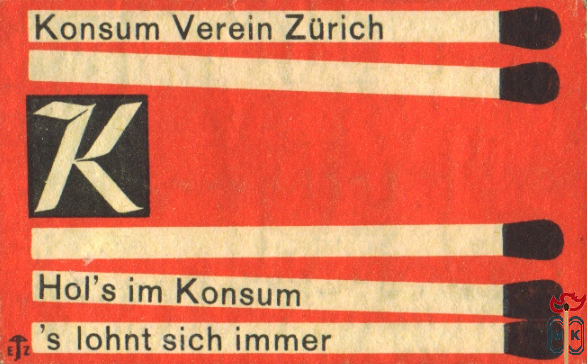 Konsum Verein Zürich
K
Hol's im Konsum
's lohnt sich immer
E Z
M K